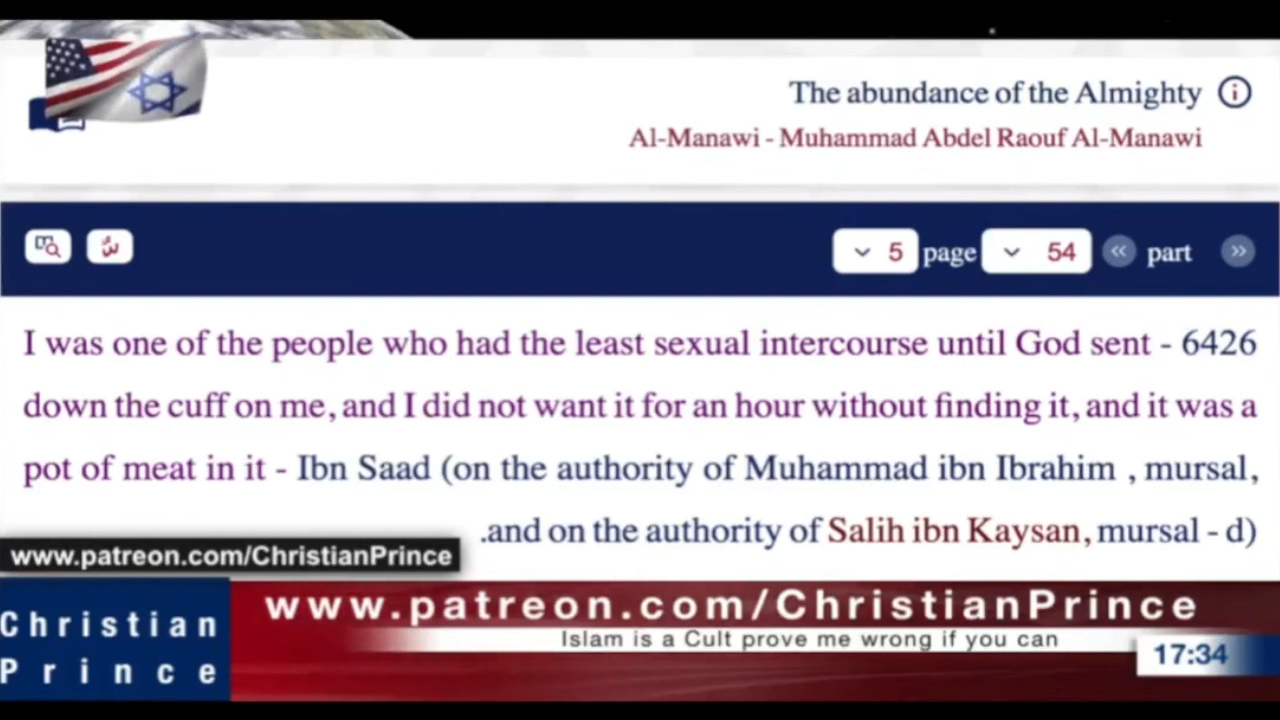 The abundance of the Almighty
Al-Manawi - Muhammad Abdel Raouf Al-Manawi
5 page 54 part
I was one of the people who had the least sexual intercourse until God sent - 6426
down the cuff on me, and I did not want it for an hour without finding it, and it was a
pot of meat in it - Ibn Saad (on the authority of Muhammad ibn Ibrahim , mursal,
.and on the authority of Salih ibn Kaysan, mursal - d)
www.patreon.com/ChristianPrince
Christian
Prince
www.patreon.com/ChristianPrince
Islam is a Cult prove me wrong if you can
17:34